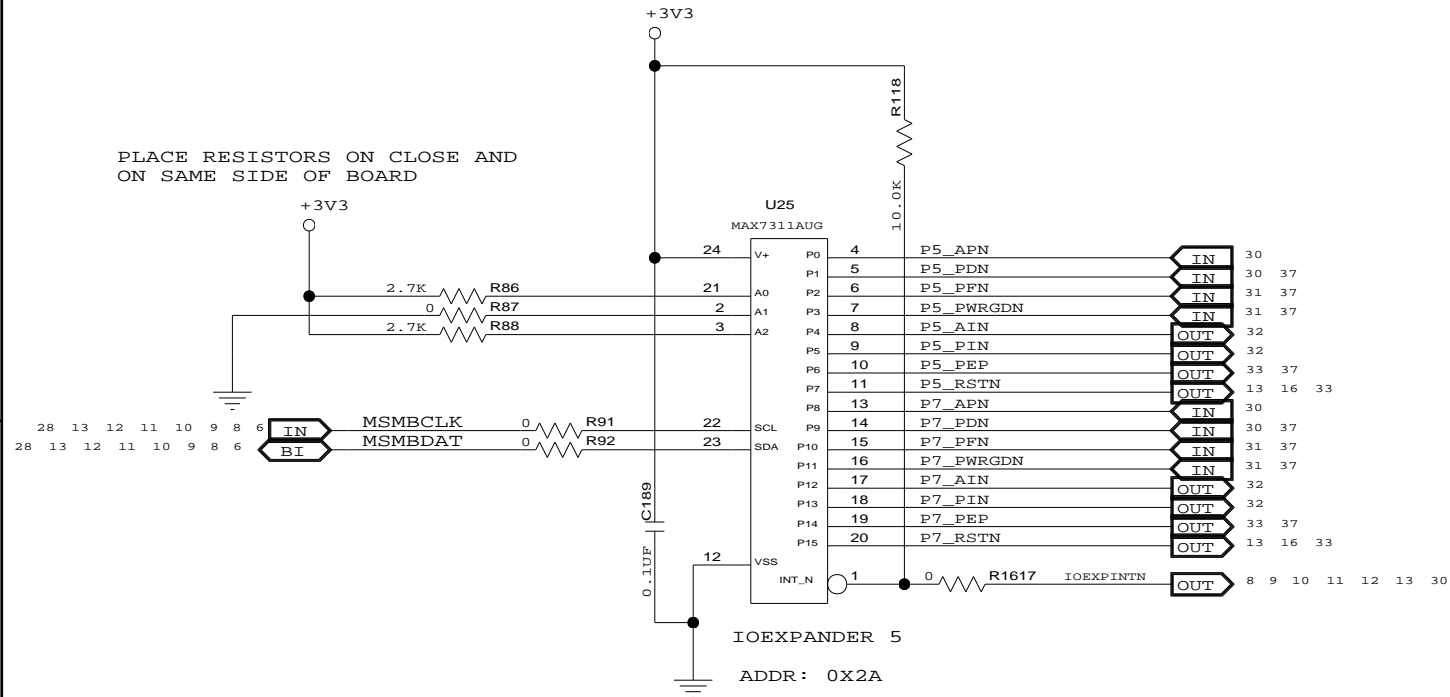 +3V3
R118
10.0K
PLACE RESISTORS ON CLOSE AND
ON SAME SIDE OF BOARD
+3V3
U25
MAX7311AUG
24 V+ P0 4 P5_APN IN 30
P1 5 P5_PDN IN 30 37
2.7K R86 21 A0 P2 6 P5_PFN IN 31 37
0 R87 2 A1 P3 7 P5_PWRGDN IN 31 37
2.7K R88 3 A2 P4 8 P5_AIN OUT 32
P5 9 P5_PIN OUT 32
P6 10 P5_PEP OUT 33 37
P7 11 P5_RSTN OUT 13 16 33
P8 13 P7_APN IN 30
28 13 12 11 10 9 8 6 IN MSMBCLK 0 R91 22 SCL P9 14 P7_PDN IN 30 37
28 13 12 11 10 9 8 6 BI MSMBDAT 0 R92 23 SDA P10 15 P7_PFN IN 31 37
P11 16 P7_PWRGDN IN 31 37
P12 17 P7_AIN OUT 32
P13 18 P7_PIN OUT 32
C189
0.1UF
P14 19 P7_PEP OUT 33 37
P15 20 P7_RSTN OUT 13 16 33
12 VSS
INT_N 1 0 R1617 IOEXPINTN OUT 8 9 10 11 12 13 30
IOEXPANDER 5
ADDR: 0X2A